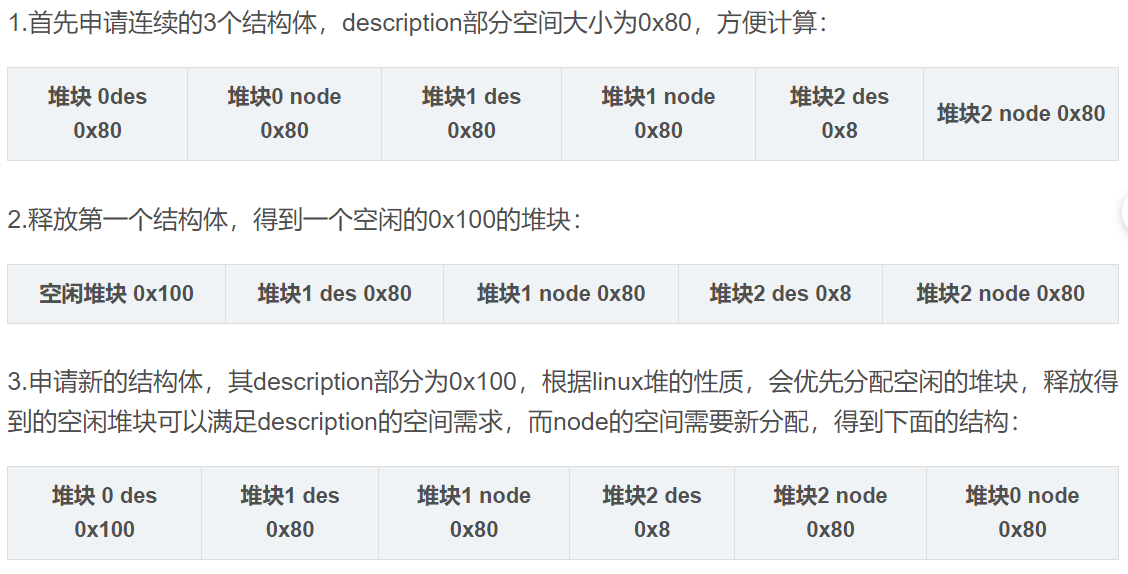 1.首先申请连续的3个结构体，description部分空间大小为0x80，方便计算：
堆块 0des 0x80
堆块0 node 0x80
堆块1 des 0x80
堆块1 node 0x80
堆块2 des 0x8
堆块2 node 0x80
2.释放第一个结构体，得到一个空闲的0x100的堆块：
空闲堆块 0x100
堆块1 des 0x80
堆块1 node 0x80
堆块2 des 0x8
堆块2 node 0x80
3.申请新的结构体，其description部分为0x100，根据linux堆的性质，会优先分配空闲的堆块，释放得
到的空闲堆块可以满足description的空间需求，而node的空间需要新分配，得到下面的结构：
堆块 0 des 0x100
堆块1 des 0x80
堆块1 node 0x80
堆块2 des 0x8
堆块2 node 0x80
堆块0 node 0x80